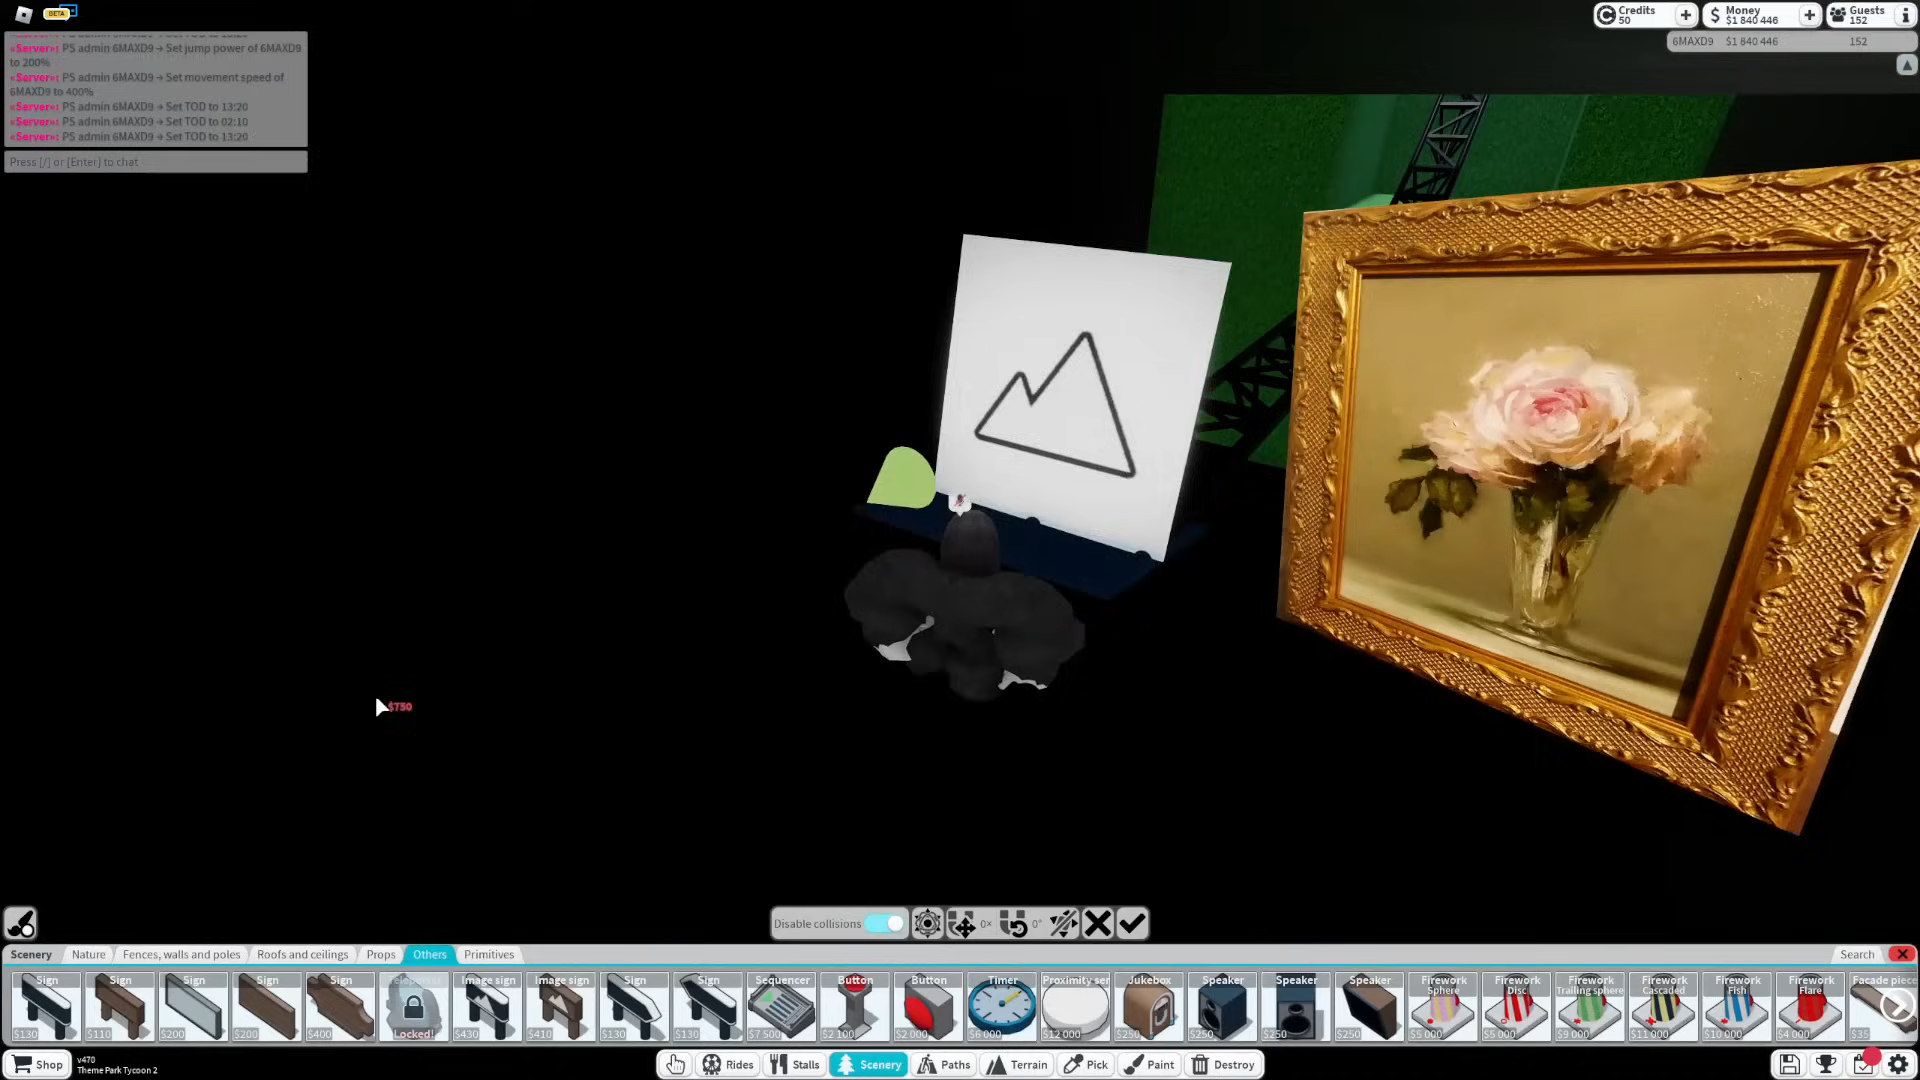 BETA
Credits
50
Money
$1 840 446
Guests
152
6MAXD9 $1 840 446 152
«Server»: PS admin 6MAXD9 → Set jump power of 6MAXD9
to 200%
«Server»: PS admin 6MAXD9 → Set movement speed of
6MAXD9 to 400%
«Server»: PS admin 6MAXD9 → Set TOD to 13:20
«Server»: PS admin 6MAXD9 → Set TOD to 02:10
«Server»: PS admin 6MAXD9 → Set TOD to 13:20
Press [/] or [Enter] to chat
$750
Disable collisions 0× 0°
Scenery Nature Fences, walls and poles Roofs and ceilings Props Others Primitives Search
Sign Sign Sign Sign Sign Image sign Image sign Sign Sign Sequencer Button Button Timer Proximity ser Jukebox Speaker Speaker Speaker Firework Sphere Firework Disc Firework Trailing sphere Firework Cascaded Firework Fish Firework Flare Facade piece
$130 $110 $200 $200 $400 Locked! $430 $410 $130 $130 $7 500 $2 100 $2 000 $6 000 $12 000 $250 $250 $250 $250 $5 000 $5 000 $9 000 $11 000 $10 000 $4 000 $35
Shop v470
Theme Park Tycoon 2
Rides Stalls Scenery Paths Terrain Pick Paint Destroy